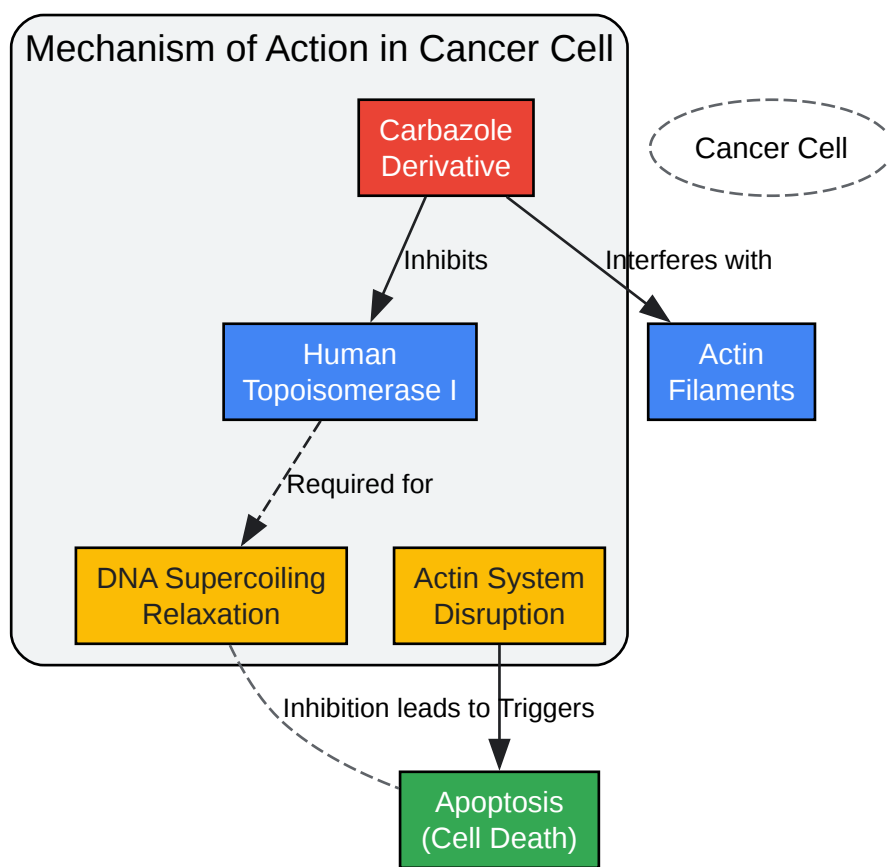 Mechanism of Action in Cancer Cell
Carbazole
Derivative
Cancer Cell
Inhibits
Interferes with
Human
Topoisomerase I
Actin
Filaments
Required for
DNA Supercoiling
Relaxation
Actin System
Disruption
Inhibition leads to
Triggers
Apoptosis
(Cell Death)